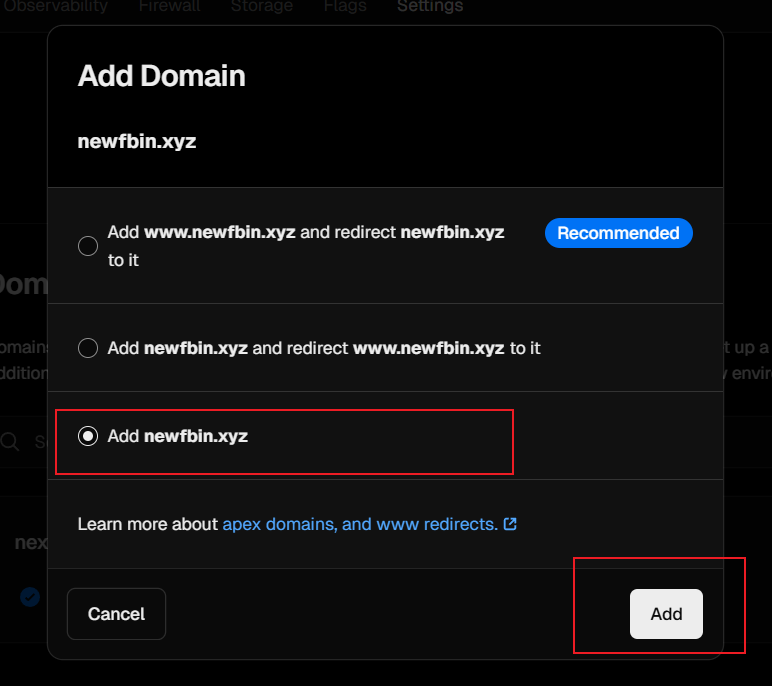 Observability Firewall Storage Flags Settings
Add Domain
newfbin.xyz
Add www.newfbin.xyz and redirect newfbin.xyz
to it
Recommended
Add newfbin.xyz and redirect www.newfbin.xyz to it
Add newfbin.xyz
Learn more about apex domains, and www redirects.
Cancel
Add